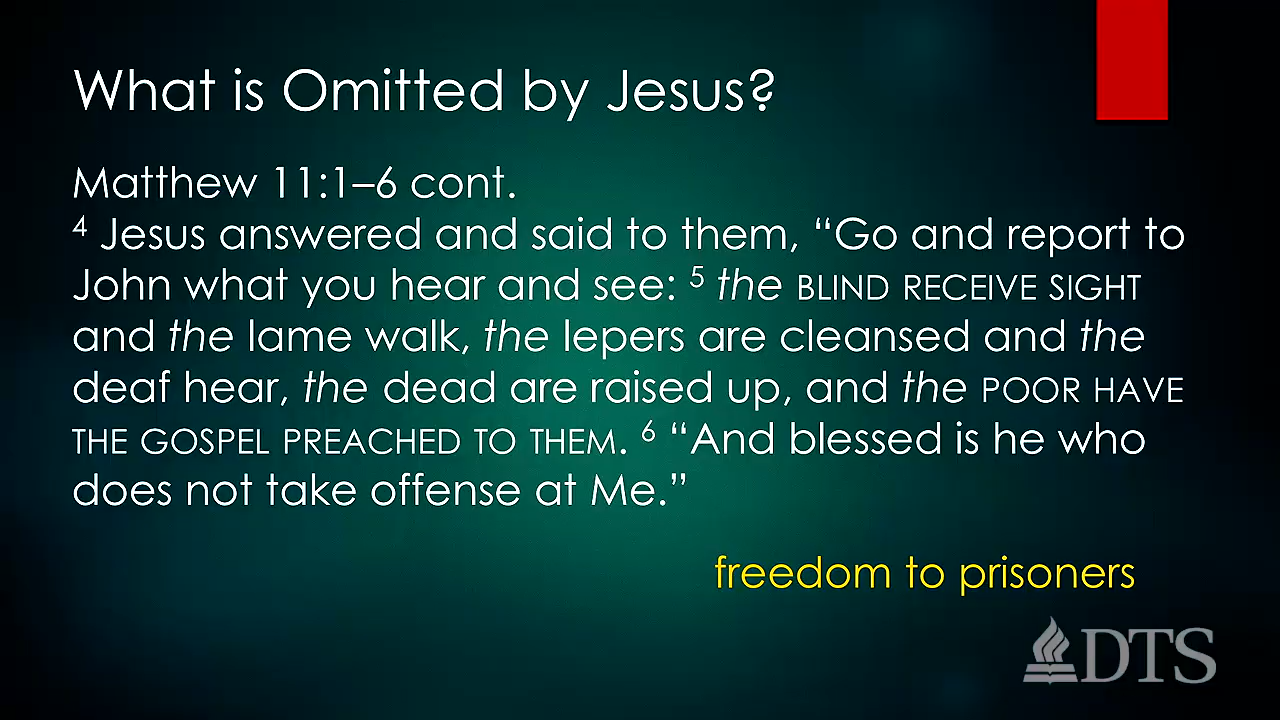 What is Omitted by Jesus?
Matthew 11:1–6 cont.
4 Jesus answered and said to them, “Go and report to
John what you hear and see: 5 the BLIND RECEIVE SIGHT
and the lame walk, the lepers are cleansed and the
deaf hear, the dead are raised up, and the POOR HAVE
THE GOSPEL PREACHED TO THEM. 6 “And blessed is he who
does not take offense at Me.”
freedom to prisoners
DTS